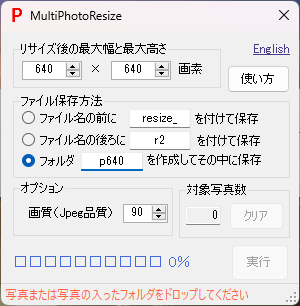 MultiPhotoResize
リサイズ後の最大幅と最大高さ
640 × 640 画素
English
使い方
ファイル保存方法
ファイル名の前に resize_ を付けて保存
ファイル名の後ろに r2 を付けて保存
フォルダ p640 を作成してその中に保存
オプション
画質（Jpeg品質） 90
対象写真数
0 クリア
0% 実行
写真または写真の入ったフォルダをドロップしてください